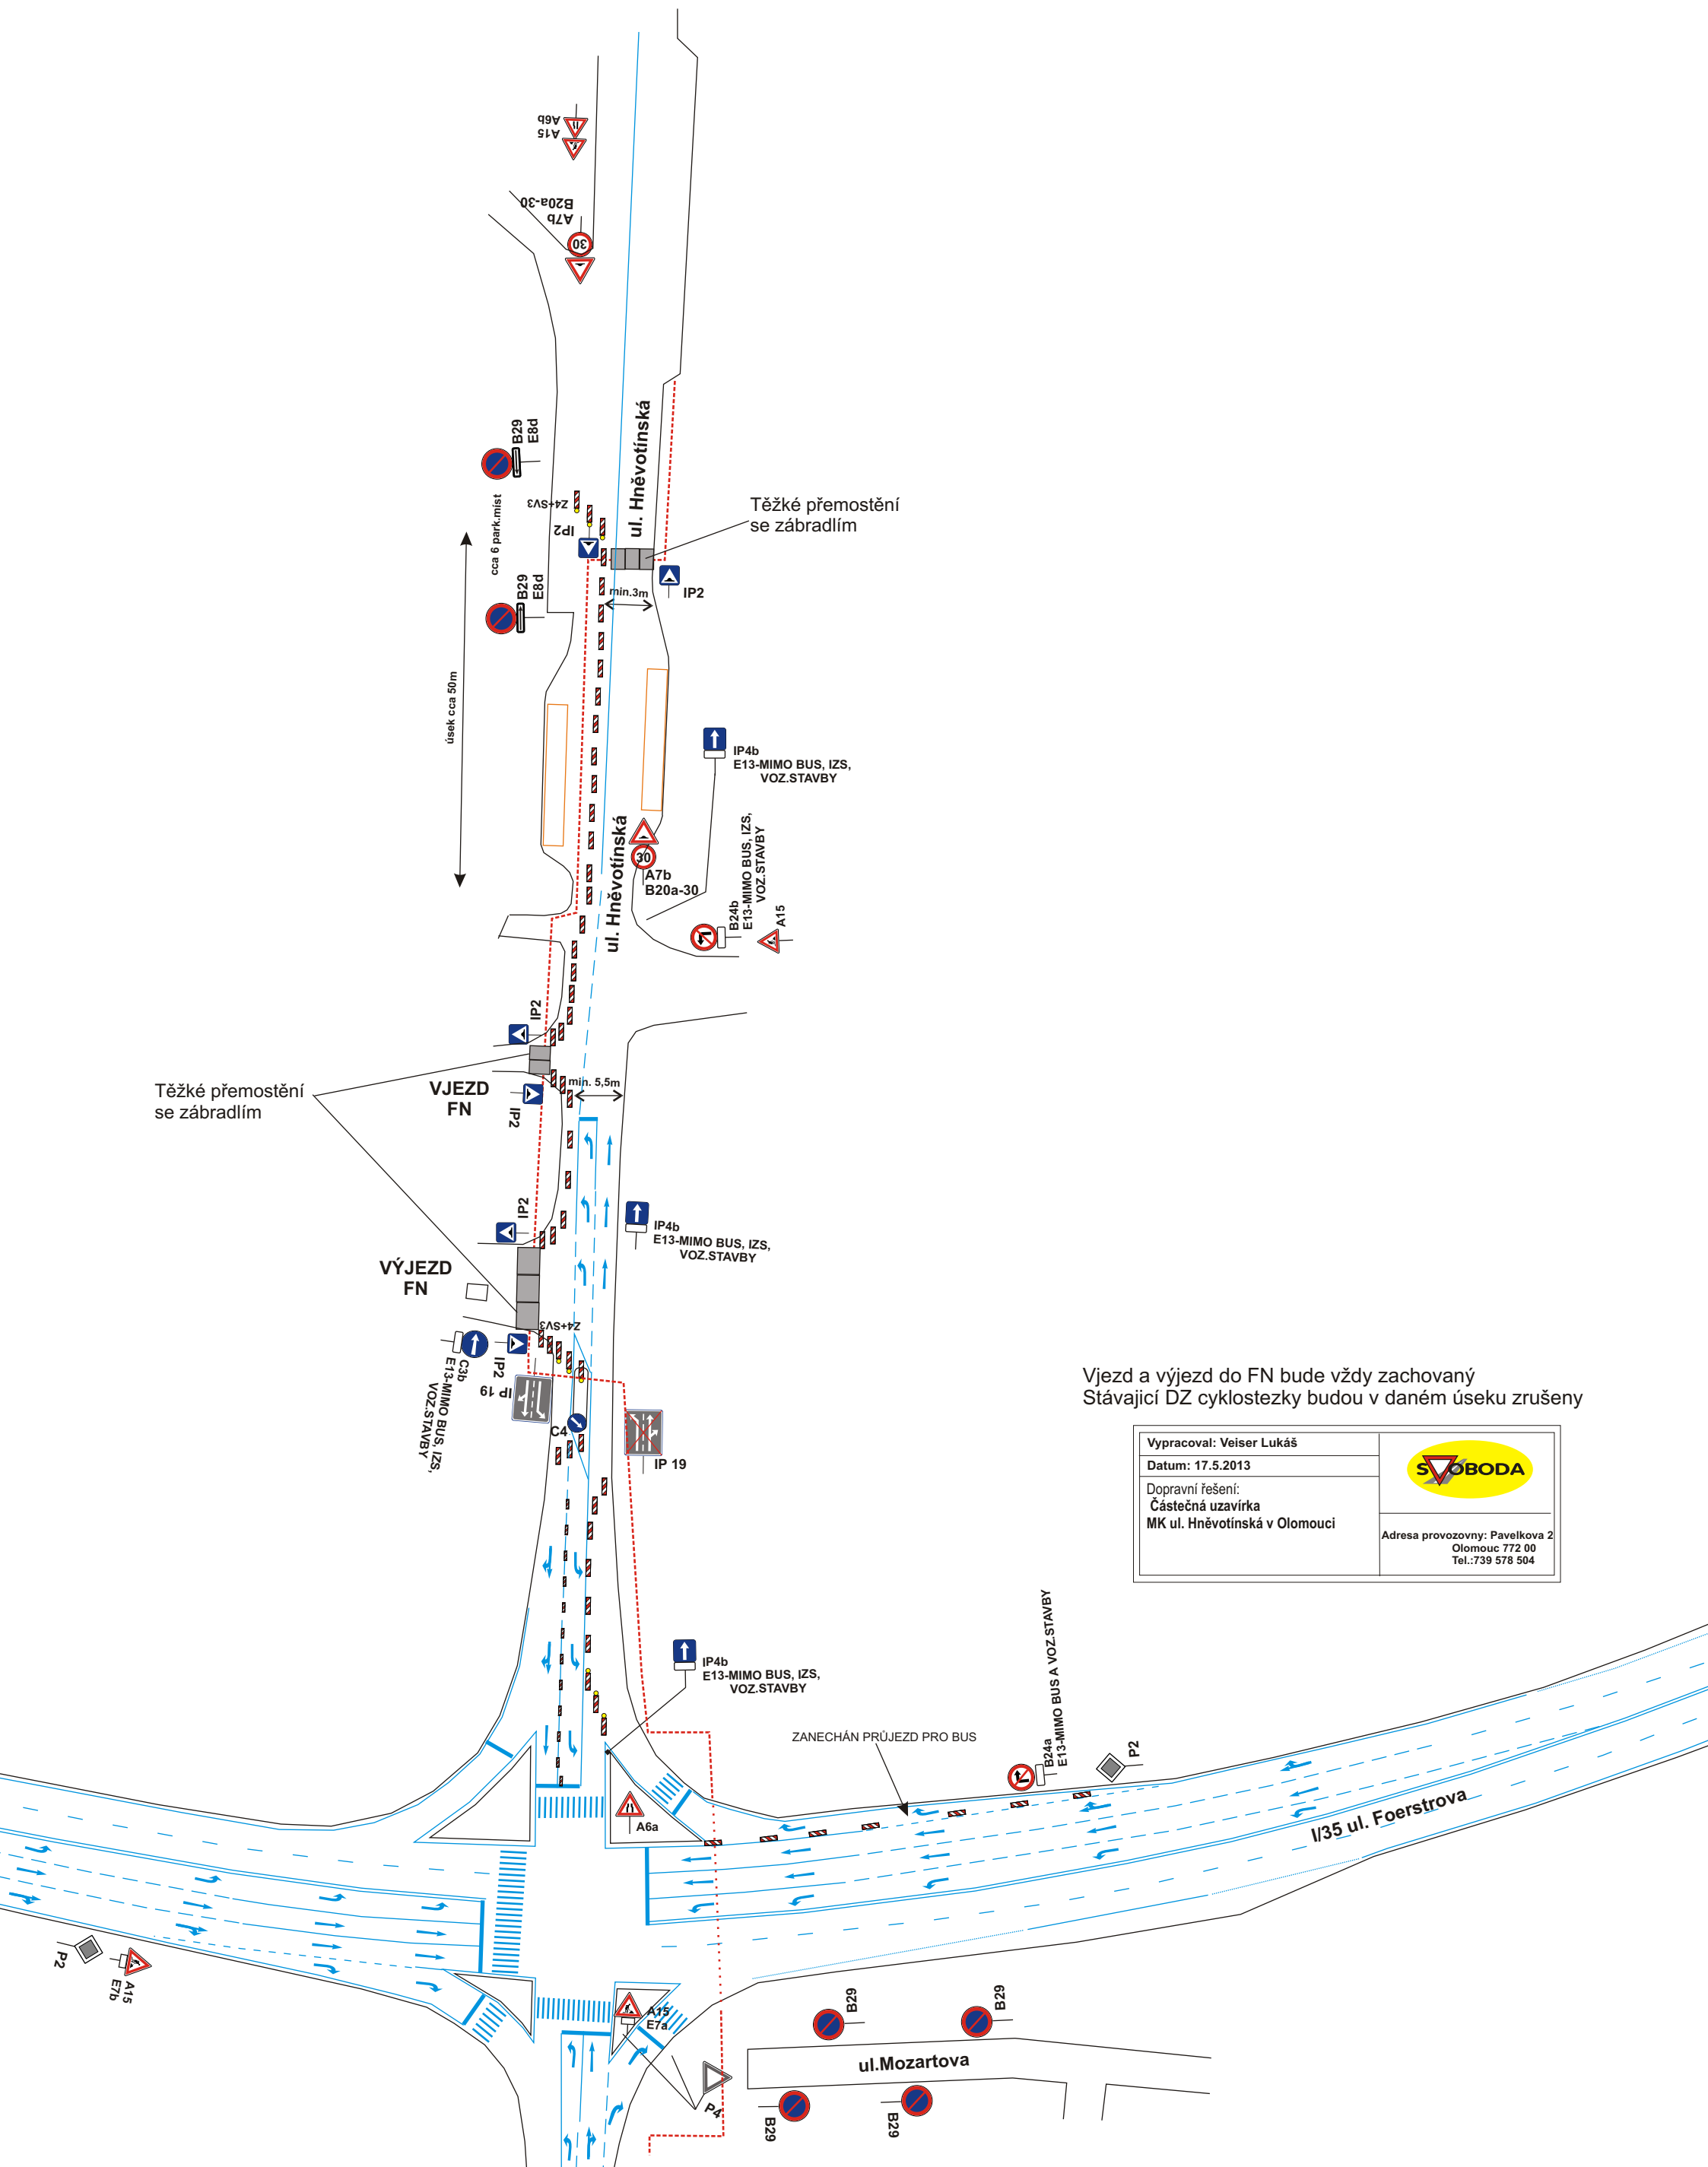 A6b
A15
B20a-30
A7b
30
B29
E8d
cca 6 park.míst
Z4+SV3
IP2
ul. Hněvotínská
Těžké přemostění
se zábradlím
B29
E8d
min.3m
IP2
úsek cca 50m
IP4b
E13-MIMO BUS, IZS,
VOZ.STAVBY
ul. Hněvotínská
30
A7b
B20a-30
B24b
E13-MIMO BUS, IZS,
VOZ.STAVBY
A15
IP2
Těžké přemostění
se zábradlím
VJEZD
FN
IP2
min. 5,5m
IP2
IP4b
E13-MIMO BUS, IZS,
VOZ.STAVBY
VÝJEZD
FN
Z4+SV3
C3b
E13-MIMO BUS, IZS,
VOZ.STAVBY
IP2
IP 19
C4
IP 19
Vjezd a výjezd do FN bude vždy zachovaný
Stávajicí DZ cyklostezky budou v daném úseku zrušeny
Vypracoval: Veiser Lukáš
Datum: 17.5.2013
Dopravní řešení:
Částečná uzavírka
MK ul. Hněvotínská v Olomouci
SVOBODA
Adresa provozovny: Pavelkova 2
Olomouc 772 00
Tel.:739 578 504
IP4b
E13-MIMO BUS, IZS,
VOZ.STAVBY
ZANECHÁN PRŮJEZD PRO BUS
B24a
E13-MIMO BUS A VOZ.STAVBY
P2
A6a
I/35 ul. Foerstrova
P2
A15
E7b
A15
E7a
P4
B29
B29
ul.Mozartova
B29
B29